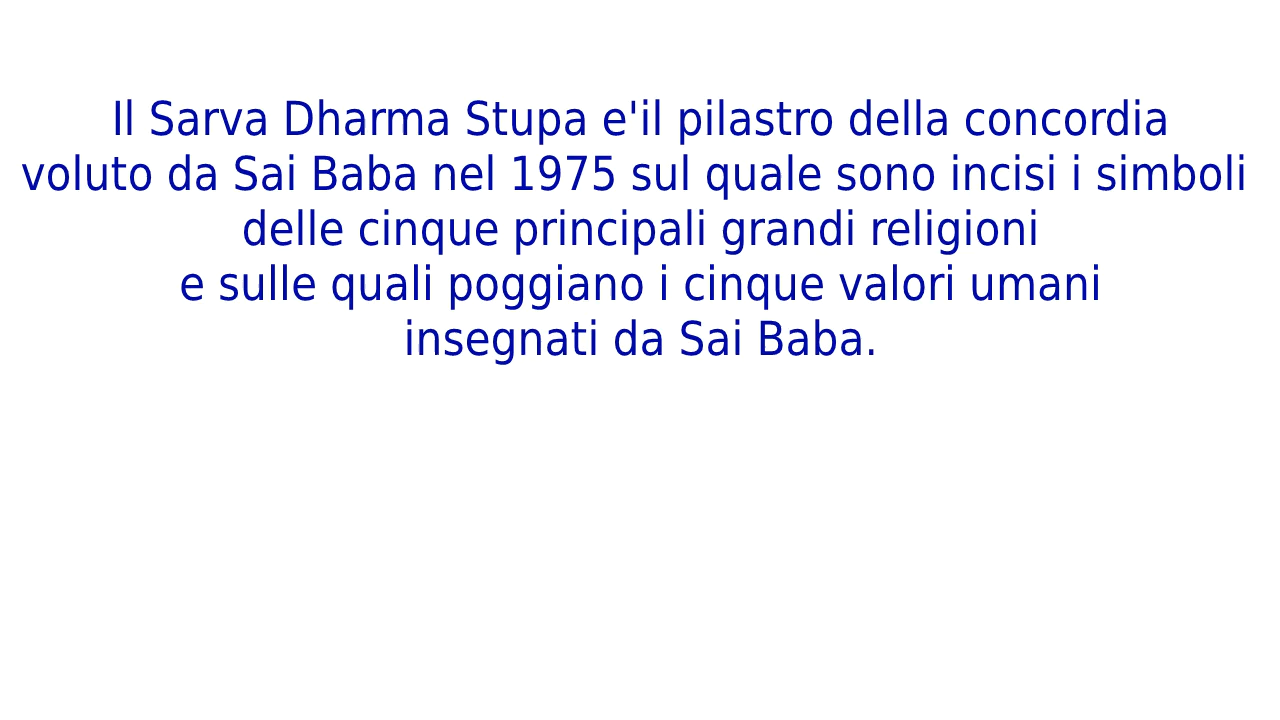 Il Sarva Dharma Stupa e'il pilastro della concordia
voluto da Sai Baba nel 1975 sul quale sono incisi i simboli
delle cinque principali grandi religioni
e sulle quali poggiano i cinque valori umani
insegnati da Sai Baba.